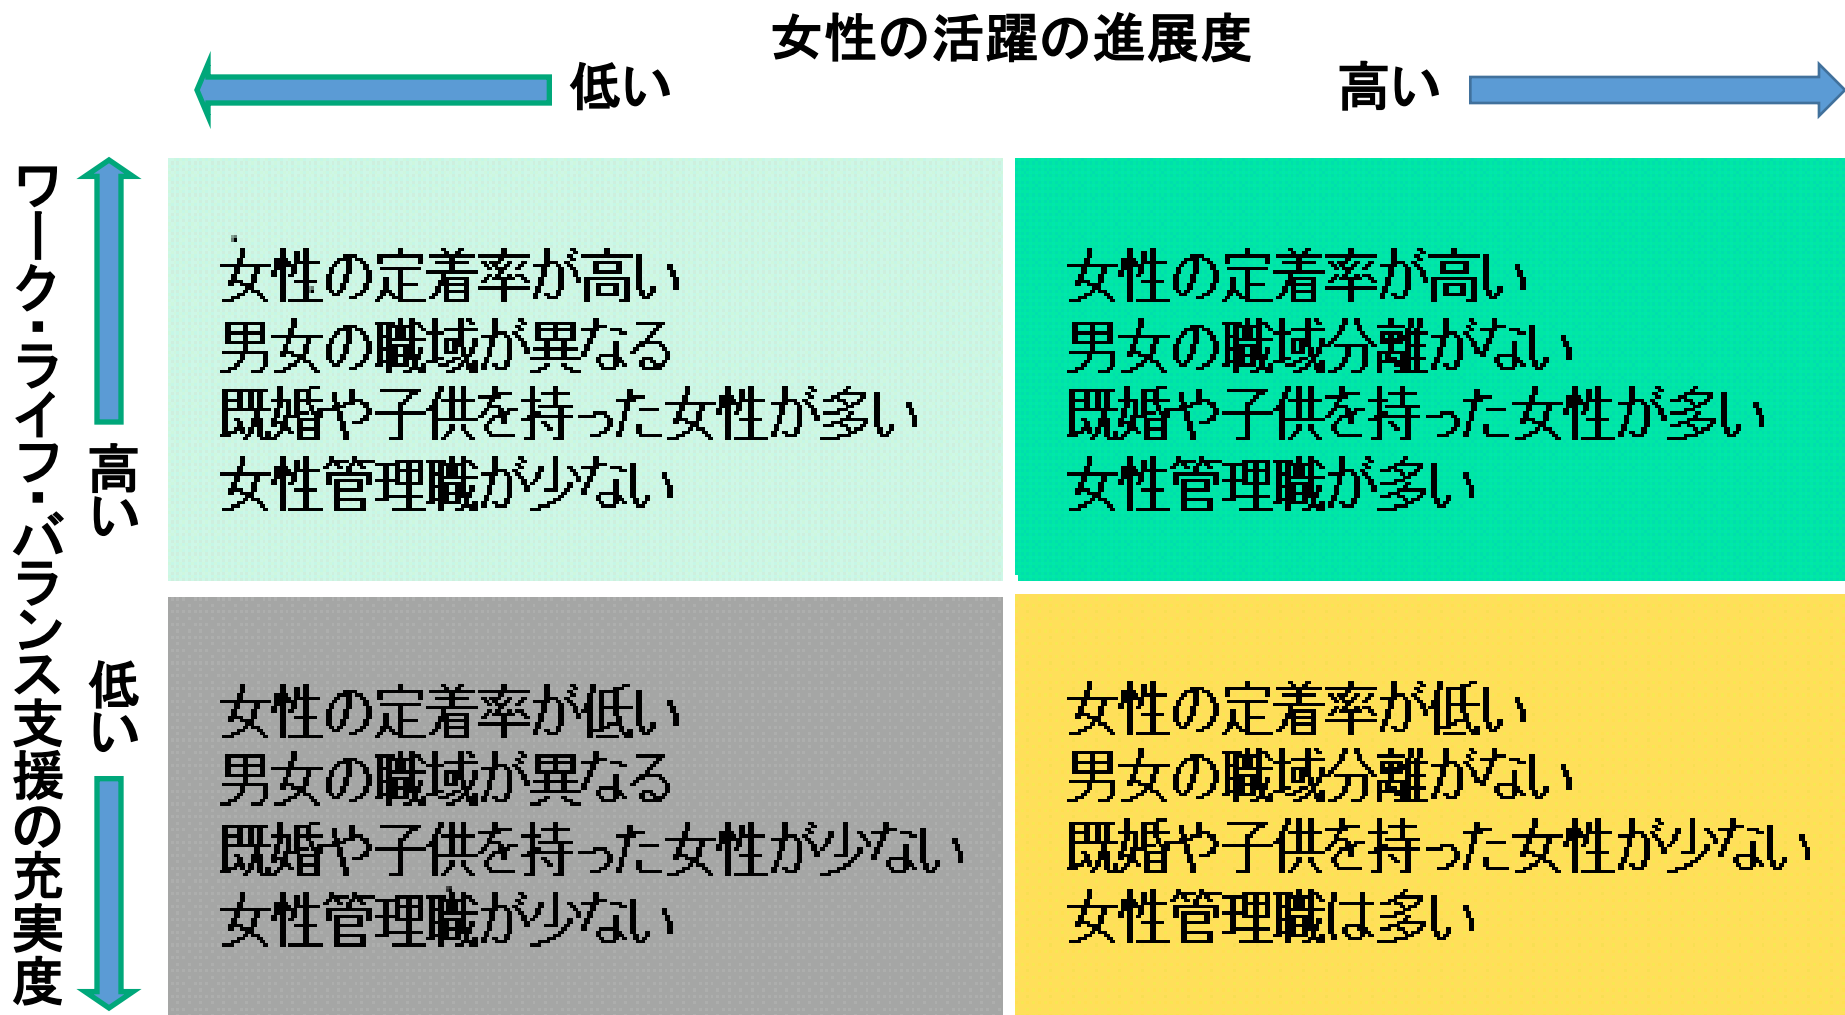 女性の活躍の進展度
低い
高い
ワーク・ライフ・バランス支援の充実度
高い
低い
女性の定着率が高い
男女の職域が異なる
既婚や子供を持った女性が多い
女性管理職が少ない
女性の定着率が高い
男女の職域分離がない
既婚や子供を持った女性が多い
女性管理職が多い
女性の定着率が低い
男女の職域が異なる
既婚や子供を持った女性が少ない
女性管理職が少ない
女性の定着率が低い
男女の職域分離がない
既婚や子供を持った女性が少ない
女性管理職は多い